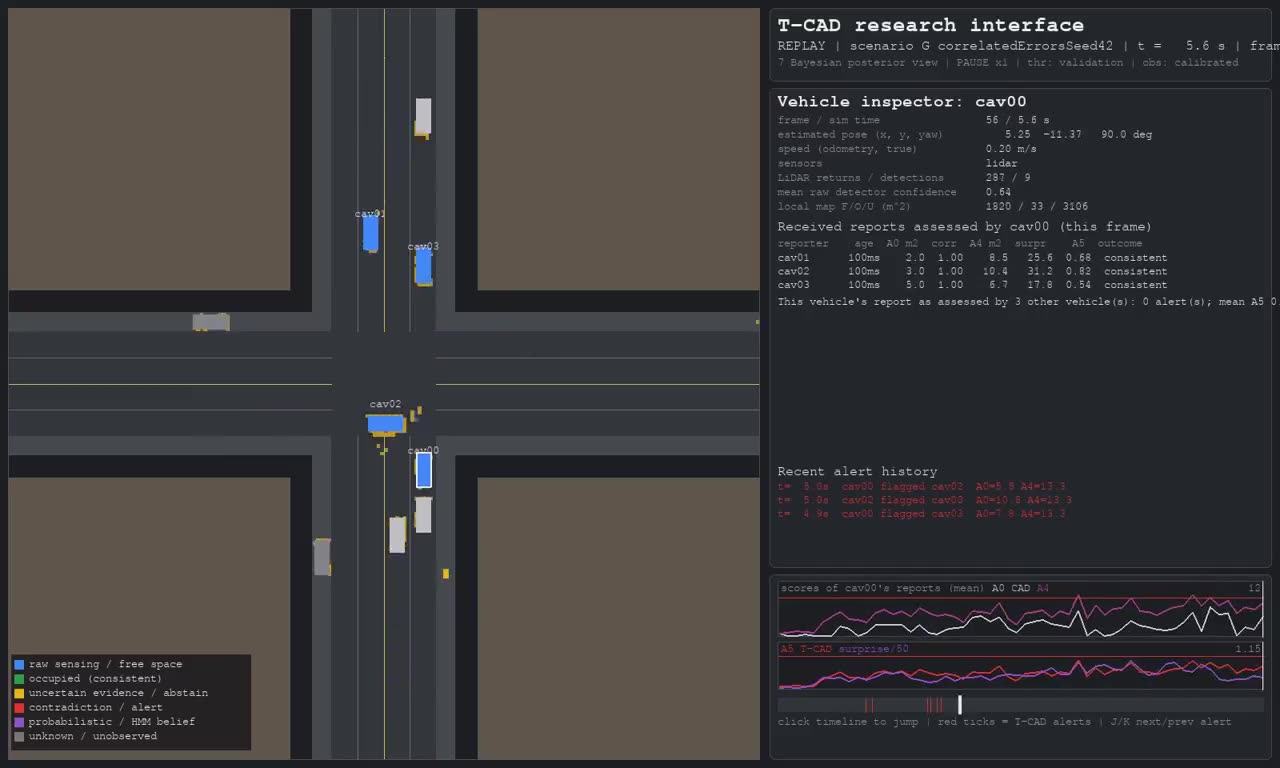 T-CAD research interface
REPLAY | scenario G correlatedErrorsSeed42 | t = 5.6 s | fram
7 Bayesian posterior view | PAUSE x1 | thr: validation | obs: calibrated
Vehicle inspector: cav00
frame / sim time 56 / 5.6 s
estimated pose (x, y, yaw) 5.25 -11.37 90.0 deg
speed (odometry, true) 0.20 m/s
sensors lidar
LiDAR returns / detections 287 / 9
mean raw detector confidence 0.64
local map F/O/U (m^2) 1820 / 33 / 3106
Received reports assessed by cav00 (this frame)
reporter age A0 m2 corr A4 m2 surpr A5 outcome
cav01 100ms 2.0 1.00 8.5 25.6 0.68 consistent
cav02 100ms 3.0 1.00 10.4 31.2 0.82 consistent
cav03 100ms 5.0 1.00 6.7 17.8 0.54 consistent
This vehicle's report as assessed by 3 other vehicle(s): 0 alert(s); mean A5 0.
Recent alert history
t= 5.0s cav00 flagged cav02 A0=5.8 A4=13.3
t= 5.0s cav02 flagged cav00 A0=10.8 A4=13.3
t= 4.9s cav00 flagged cav03 A0=7.8 A4=13.3
scores of cav00's reports (mean) A0 CAD A4 12
A5 T-CAD surprise/50 1.15
click timeline to jump | red ticks = T-CAD alerts | J/K next/prev alert
cav01
cav03
cav02
cav00
raw sensing / free space
occupied (consistent)
uncertain evidence / abstain
contradiction / alert
probabilistic / HMM belief
unknown / unobserved